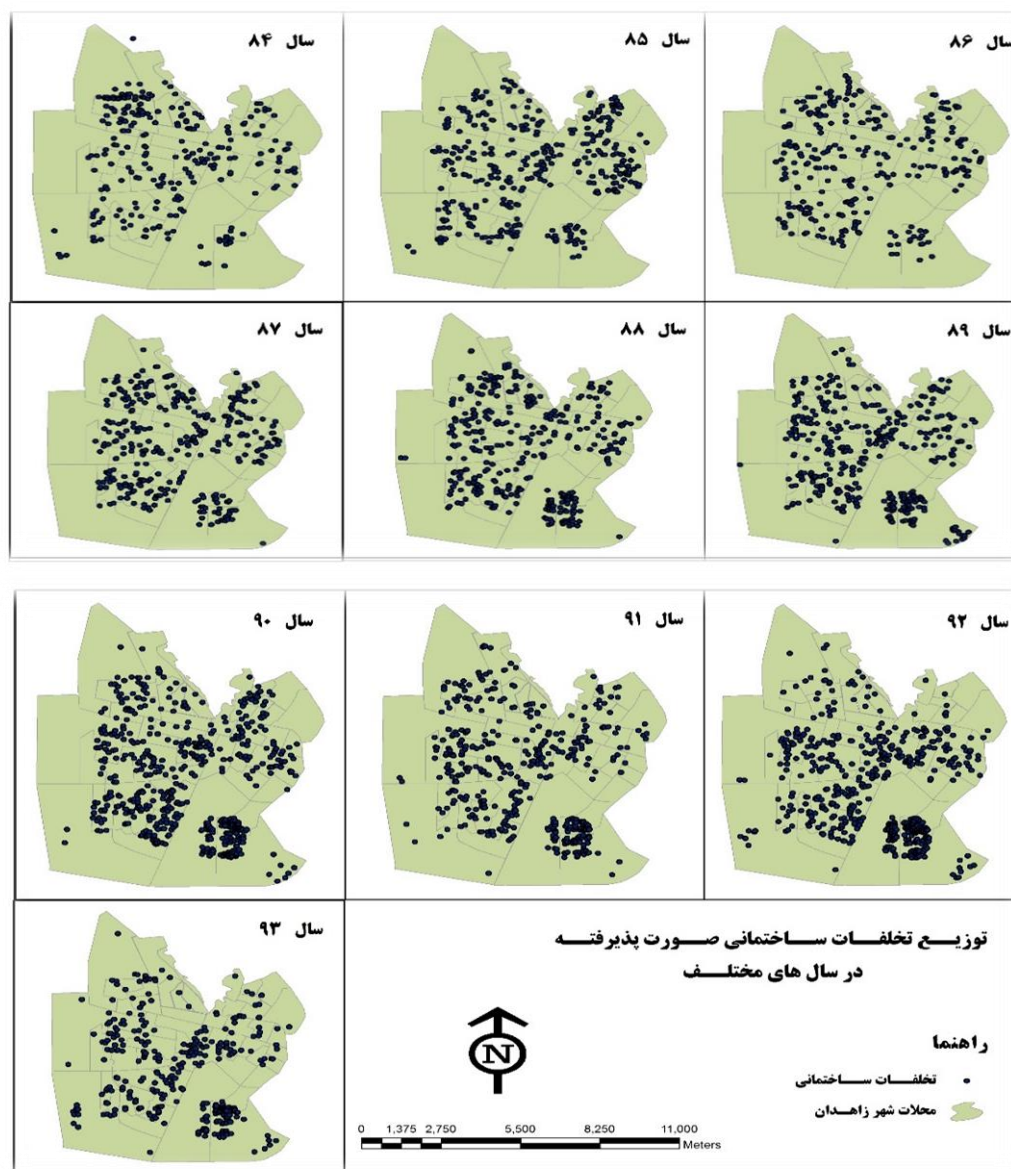 سال ۸۴
سال ۸۵
سال ۸۶
سال ۸۷
سال ۸۸
سال ۸۹
سال ۹۰
سال ۹۱
سال ۹۲
سال ۹۳
توزیع تخلفات ساختمانی صورت پذیرفته
در سال های مختلف
N
راهنما
تخلفات ساختمانی
محلات شهر زاهدان
0 1,375 2,750 5,500 8,250 11,000
Meters